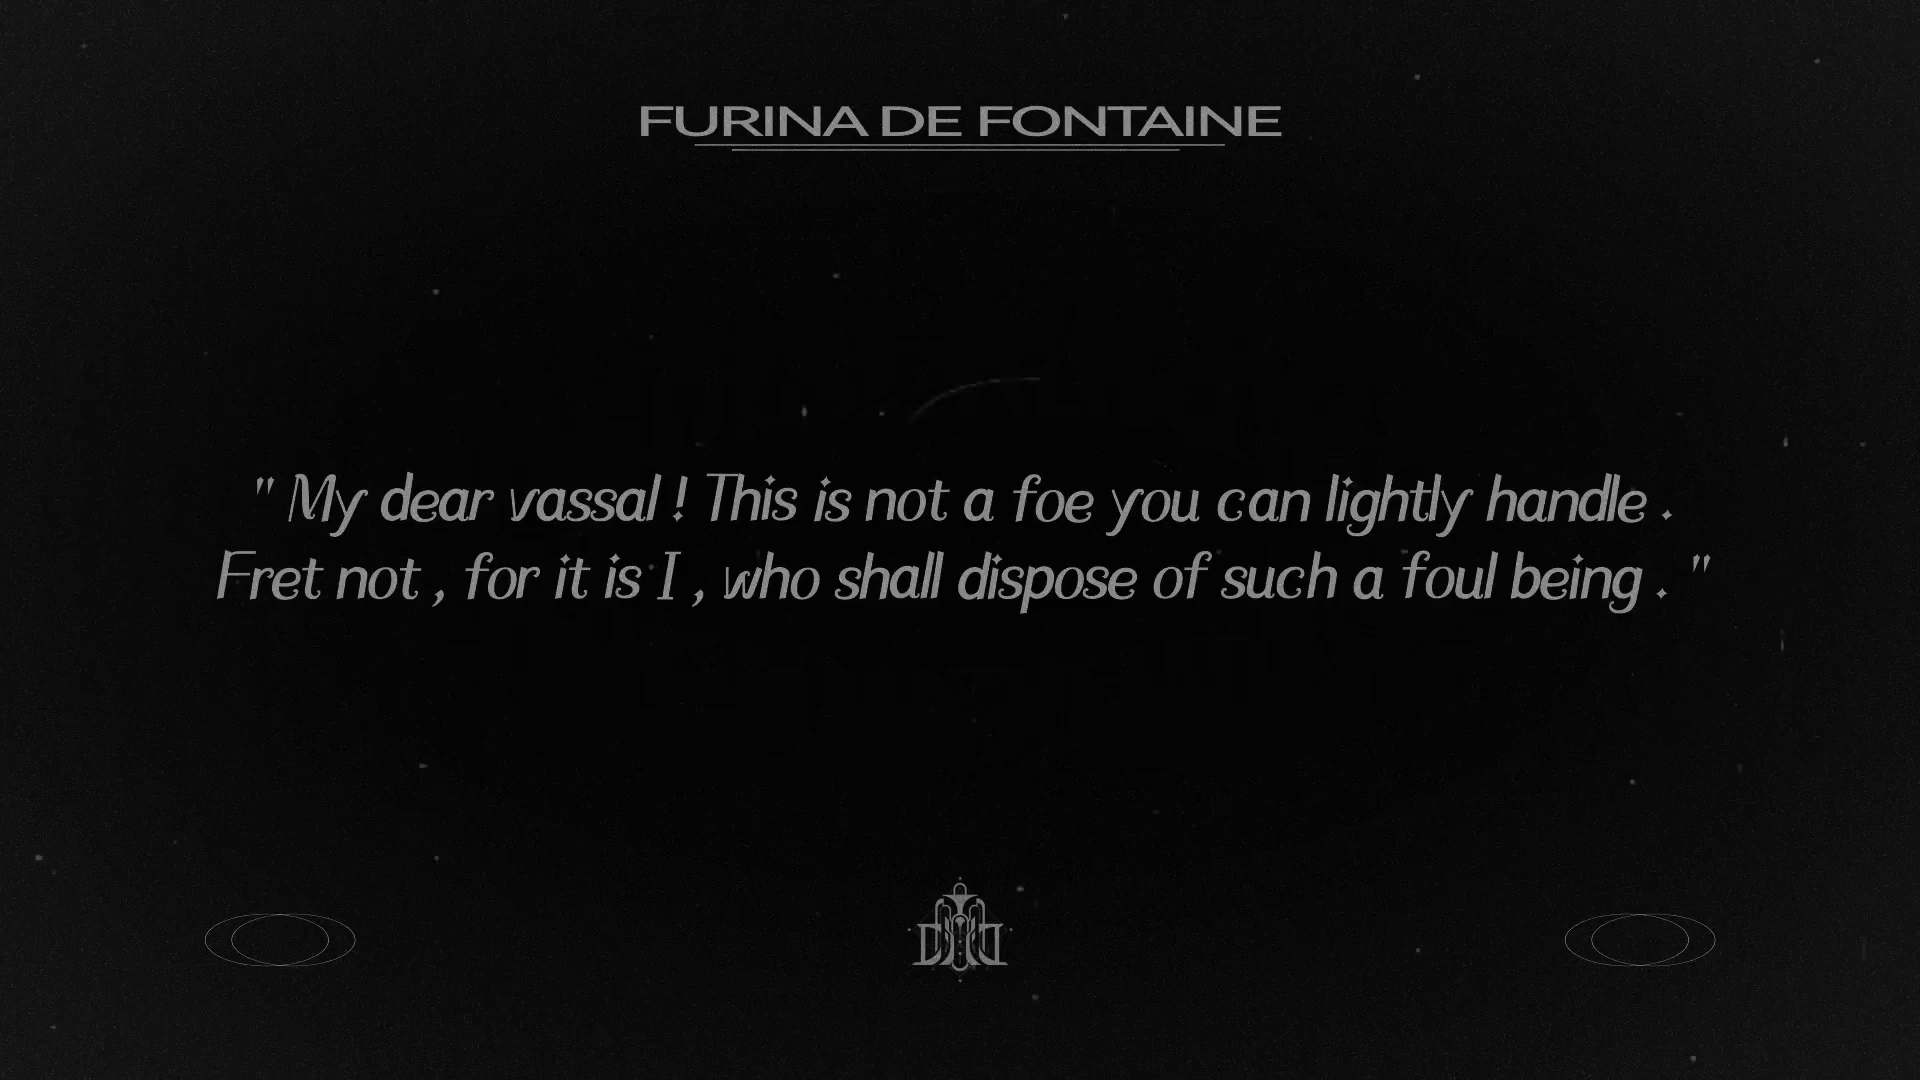 FURINA DE FONTAINE
" My dear vassal ! This is not a foe you can lightly handle .
Fret not , for it is I , who shall dispose of such a foul being . "